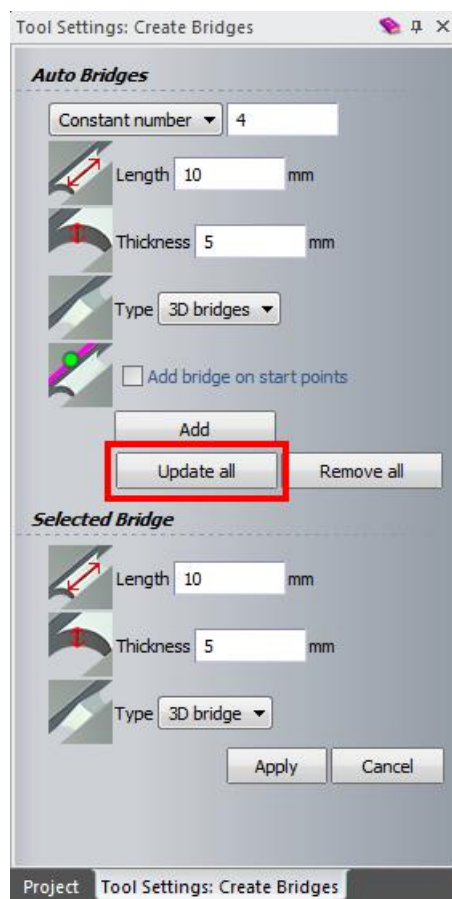 Tool Settings: Create Bridges
Auto Bridges
Constant number 4
Length 10 mm
Thickness 5 mm
Type 3D bridges
Add bridge on start points
Add
Update all Remove all
Selected Bridge
Length 10 mm
Thickness 5 mm
Type 3D bridge
Apply Cancel
Project Tool Settings: Create Bridges